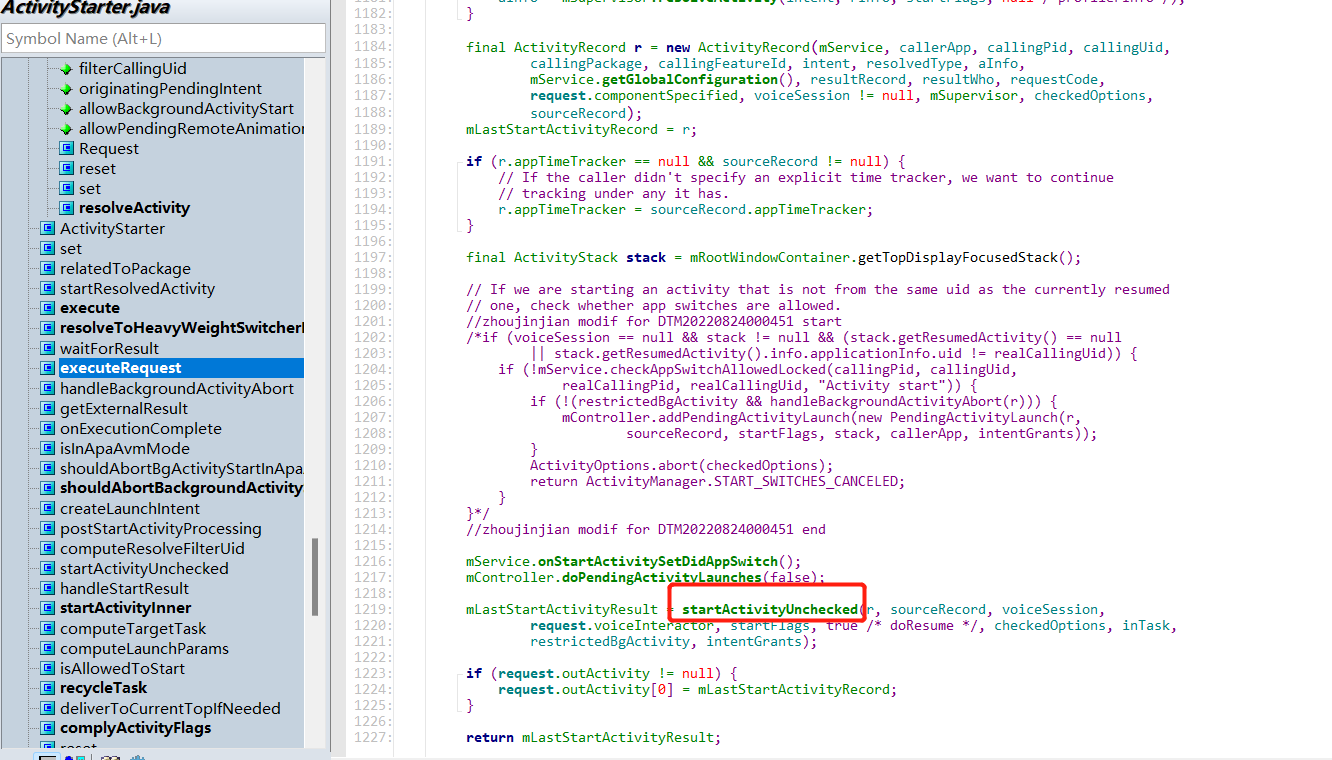 ActivityStarter.java
Symbol Name (Alt+L)
filterCallingUid
originatingPendingIntent
allowBackgroundActivityStart
allowPendingRemoteAnimation
Request
reset
set
resolveActivity
ActivityStarter
set
relatedToPackage
startResolvedActivity
execute
resolveToHeavyWeightSwitcherI
waitForResult
executeRequest
handleBackgroundActivityAbort
getExternalResult
onExecutionComplete
isInApaAvmMode
shouldAbortBgActivityStartInApa
shouldAbortBackgroundActivity
createLaunchIntent
postStartActivityProcessing
computeResolveFilterUid
startActivityUnchecked
handleStartResult
startActivityInner
computeTargetTask
computeLaunchParams
isAllowedToStart
recycleTask
deliverToCurrentTopIfNeeded
complyActivityFlags
reset
1182: }
1183:
1184: final ActivityRecord r = new ActivityRecord(mService, callerApp, callingPid, callingUid,
1185: callingPackage, callingFeatureId, intent, resolvedType, aInfo,
1186: mService.getGlobalConfiguration(), resultRecord, resultWho, requestCode,
1187: request.componentSpecified, voiceSession != null, mSupervisor, checkedOptions,
1188: sourceRecord);
1189: mLastStartActivityRecord = r;
1190:
1191: if (r.appTimeTracker == null && sourceRecord != null) {
1192: // If the caller didn't specify an explicit time tracker, we want to continue
1193: // tracking under any it has.
1194: r.appTimeTracker = sourceRecord.appTimeTracker;
1195: }
1196:
1197: final ActivityStack stack = mRootWindowContainer.getTopDisplayFocusedStack();
1198:
1199: // If we are starting an activity that is not from the same uid as the currently resumed
1200: // one, check whether app switches are allowed.
1201: //zhoujinjian modif for DTM20220824000451 start
1202: /*if (voiceSession == null && stack != null && (stack.getResumedActivity() == null
1203: || stack.getResumedActivity().info.applicationInfo.uid != realCallingUid)) {
1204: if (!mService.checkAppSwitchAllowedLocked(callingPid, callingUid,
1205: realCallingPid, realCallingUid, "Activity start")) {
1206: if (!(restrictedBgActivity && handleBackgroundActivityAbort(r))) {
1207: mController.addPendingActivityLaunch(new PendingActivityLaunch(r,
1208: sourceRecord, startFlags, stack, callerApp, intentGrants));
1209: }
1210: ActivityOptions.abort(checkedOptions);
1211: return ActivityManager.START_SWITCHES_CANCELED;
1212: }
1213: }*/
1214: //zhoujinjian modif for DTM20220824000451 end
1215:
1216: mService.onStartActivitySetDidAppSwitch();
1217: mController.doPendingActivityLaunches(false);
1218:
1219: mLastStartActivityResult = startActivityUnchecked(r, sourceRecord, voiceSession,
1220: request.voiceInteractor, startFlags, true /* doResume */, checkedOptions, inTask,
1221: restrictedBgActivity, intentGrants);
1222:
1223: if (request.outActivity != null) {
1224: request.outActivity[0] = mLastStartActivityRecord;
1225: }
1226:
1227: return mLastStartActivityResult;